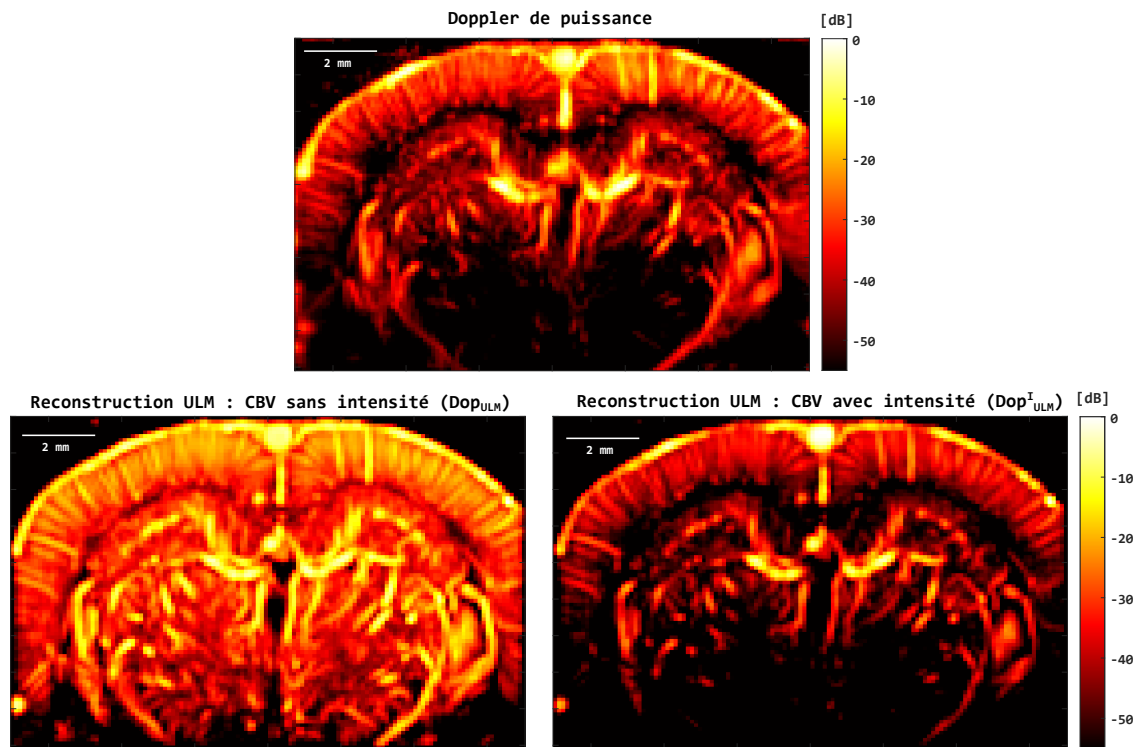 Doppler de puissance
[dB]
2 mm
0
-10
-20
-30
-40
-50
Reconstruction ULM : CBV sans intensité (Dop_ULM)
Reconstruction ULM : CBV avec intensité (Dop^I_ULM)
[dB]
2 mm
2 mm
0
-10
-20
-30
-40
-50